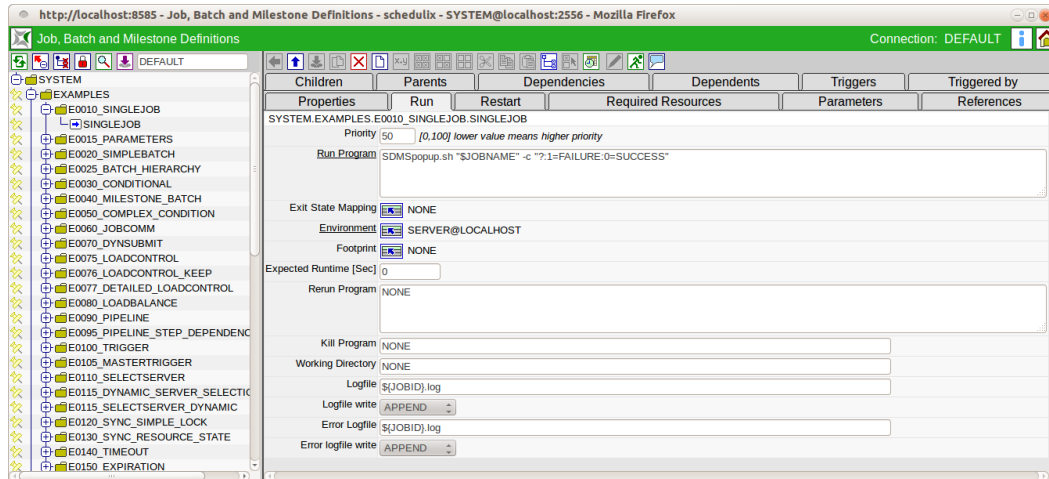 http://localhost:8585 - Job, Batch and Milestone Definitions - schedulix - SYSTEM@localhost:2556 - Mozilla Firefox
Job, Batch and Milestone Definitions
Connection: DEFAULT
DEFAULT
SYSTEM
EXAMPLES
E0010_SINGLEJOB
SINGLEJOB
E0015_PARAMETERS
E0020_SIMPLEBATCH
E0025_BATCH_HIERARCHY
E0030_CONDITIONAL
E0040_MILESTONE_BATCH
E0050_COMPLEX_CONDITION
E0060_JOBCOMM
E0070_DYNSUBMIT
E0075_LOADCONTROL
E0076_LOADCONTROL_KEEP
E0077_DETAILED_LOADCONTROL
E0080_LOADBALANCE
E0090_PIPELINE
E0095_PIPELINE_STEP_DEPENDENC
E0100_TRIGGER
E0105_MASTERTRIGGER
E0110_SELECTSERVER
E0115_DYNAMIC_SERVER_SELECTIO
E0115_SELECTSERVER_DYNAMIC
E0120_SYNC_SIMPLE_LOCK
E0130_SYNC_RESOURCE_STATE
E0140_TIMEOUT
E0150_EXPIRATION
Children Parents Dependencies Dependents Triggers Triggered by
Properties Run Restart Required Resources Parameters References
SYSTEM.EXAMPLES.E0010_SINGLEJOB.SINGLEJOB
Priority 50 [0,100] lower value means higher priority
Run Program SDMSpopup.sh "$JOBNAME" -c "?:1=FAILURE:0=SUCCESS"
Exit State Mapping NONE
Environment SERVER@LOCALHOST
Footprint NONE
Expected Runtime [Sec] 0
Rerun Program NONE
Kill Program NONE
Working Directory NONE
Logfile ${JOBID}.log
Logfile write APPEND
Error Logfile ${JOBID}.log
Error logfile write APPEND